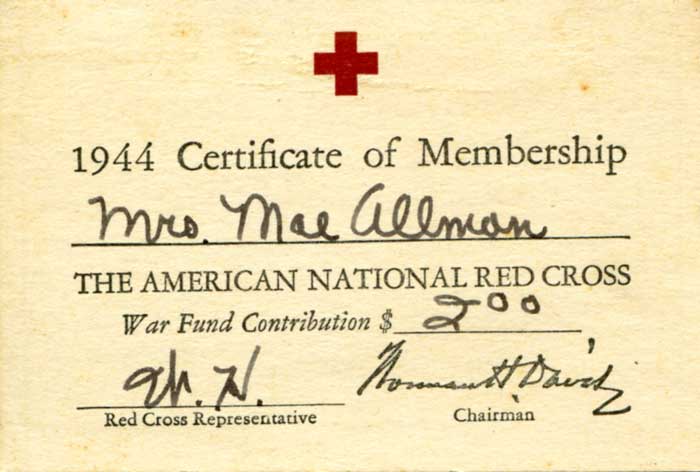 1944 Certificate of Membership
Mrs. Mae Allman
THE AMERICAN NATIONAL RED CROSS
War Fund Contribution $ 2 00
W. H. Norman H Davis
Red Cross Representative Chairman